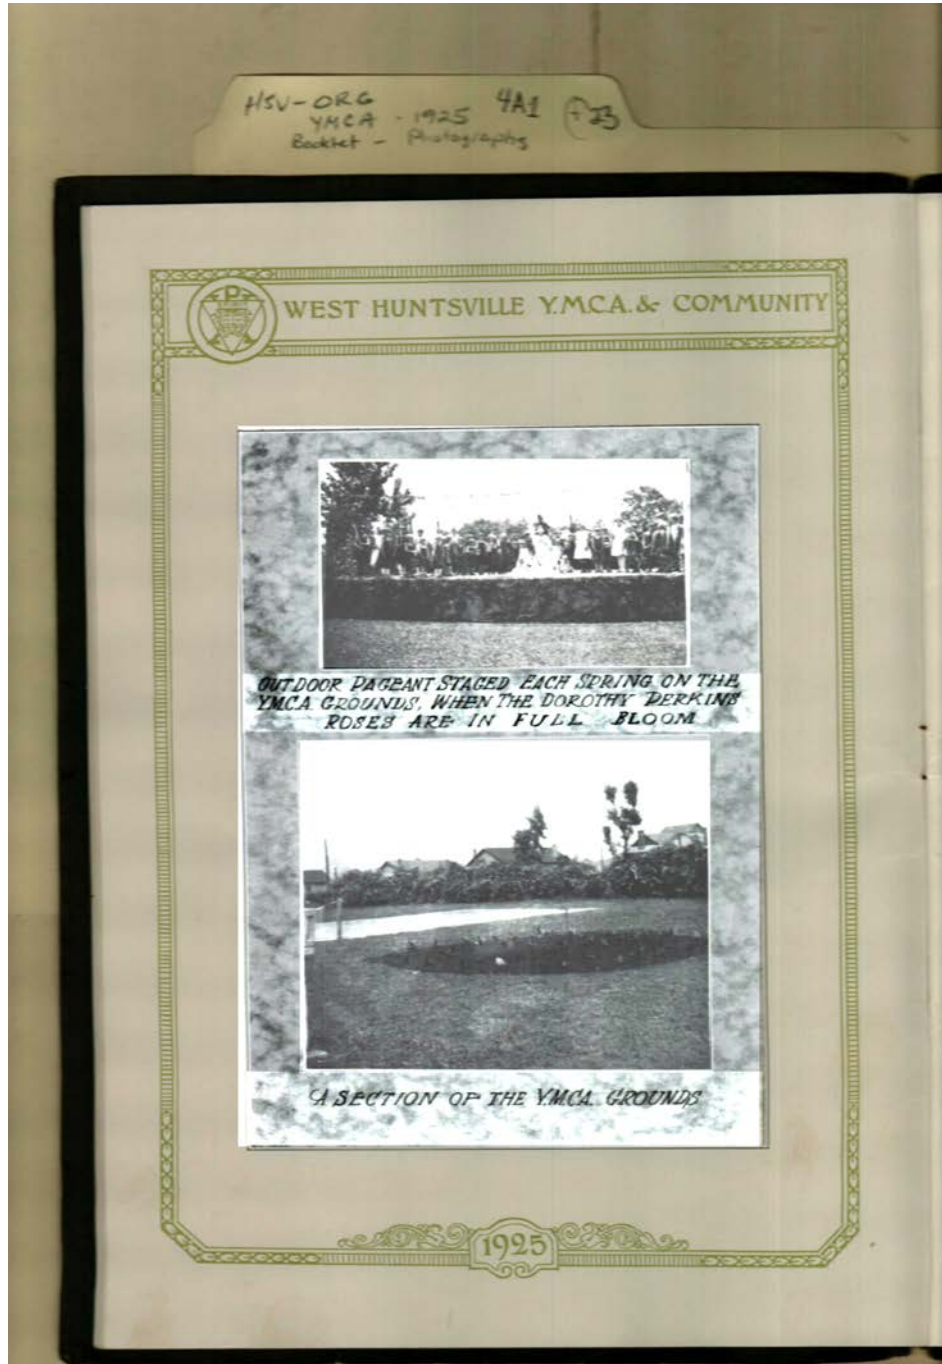 HSV-ORG 4A1
YMCA - 1925
Booklet - Photographs
P
WEST HUNTSVILLE Y.M.C.A. & COMMUNITY
OUTDOOR PAGEANT STAGED EACH SPRING ON THE
YMCA GROUNDS, WHEN THE DOROTHY PERKINS
ROSES ARE IN FULL BLOOM
A SECTION OF THE Y.M.C.A. GROUNDS
1925